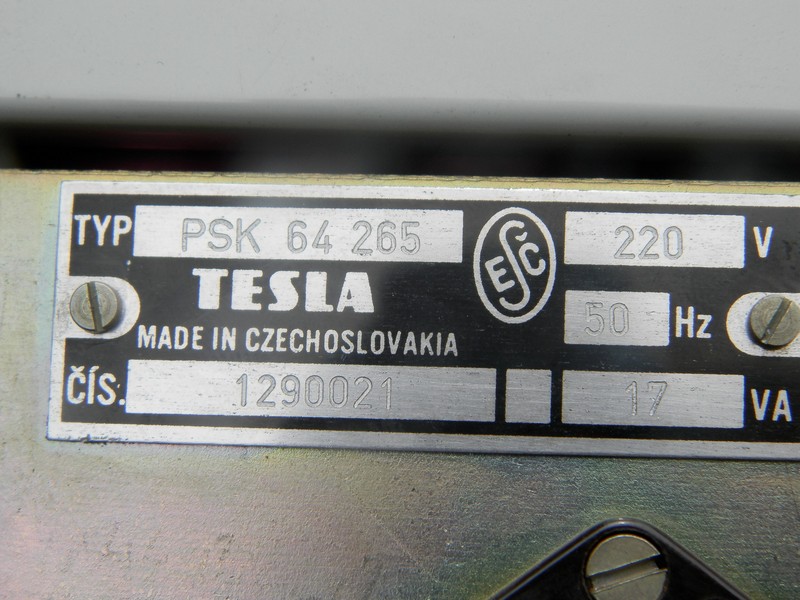 TYP PSK 64 265 ESČ 220 V
TESLA
50 Hz
MADE IN CZECHOSLOVAKIA
ČÍS. 1290021 17 VA